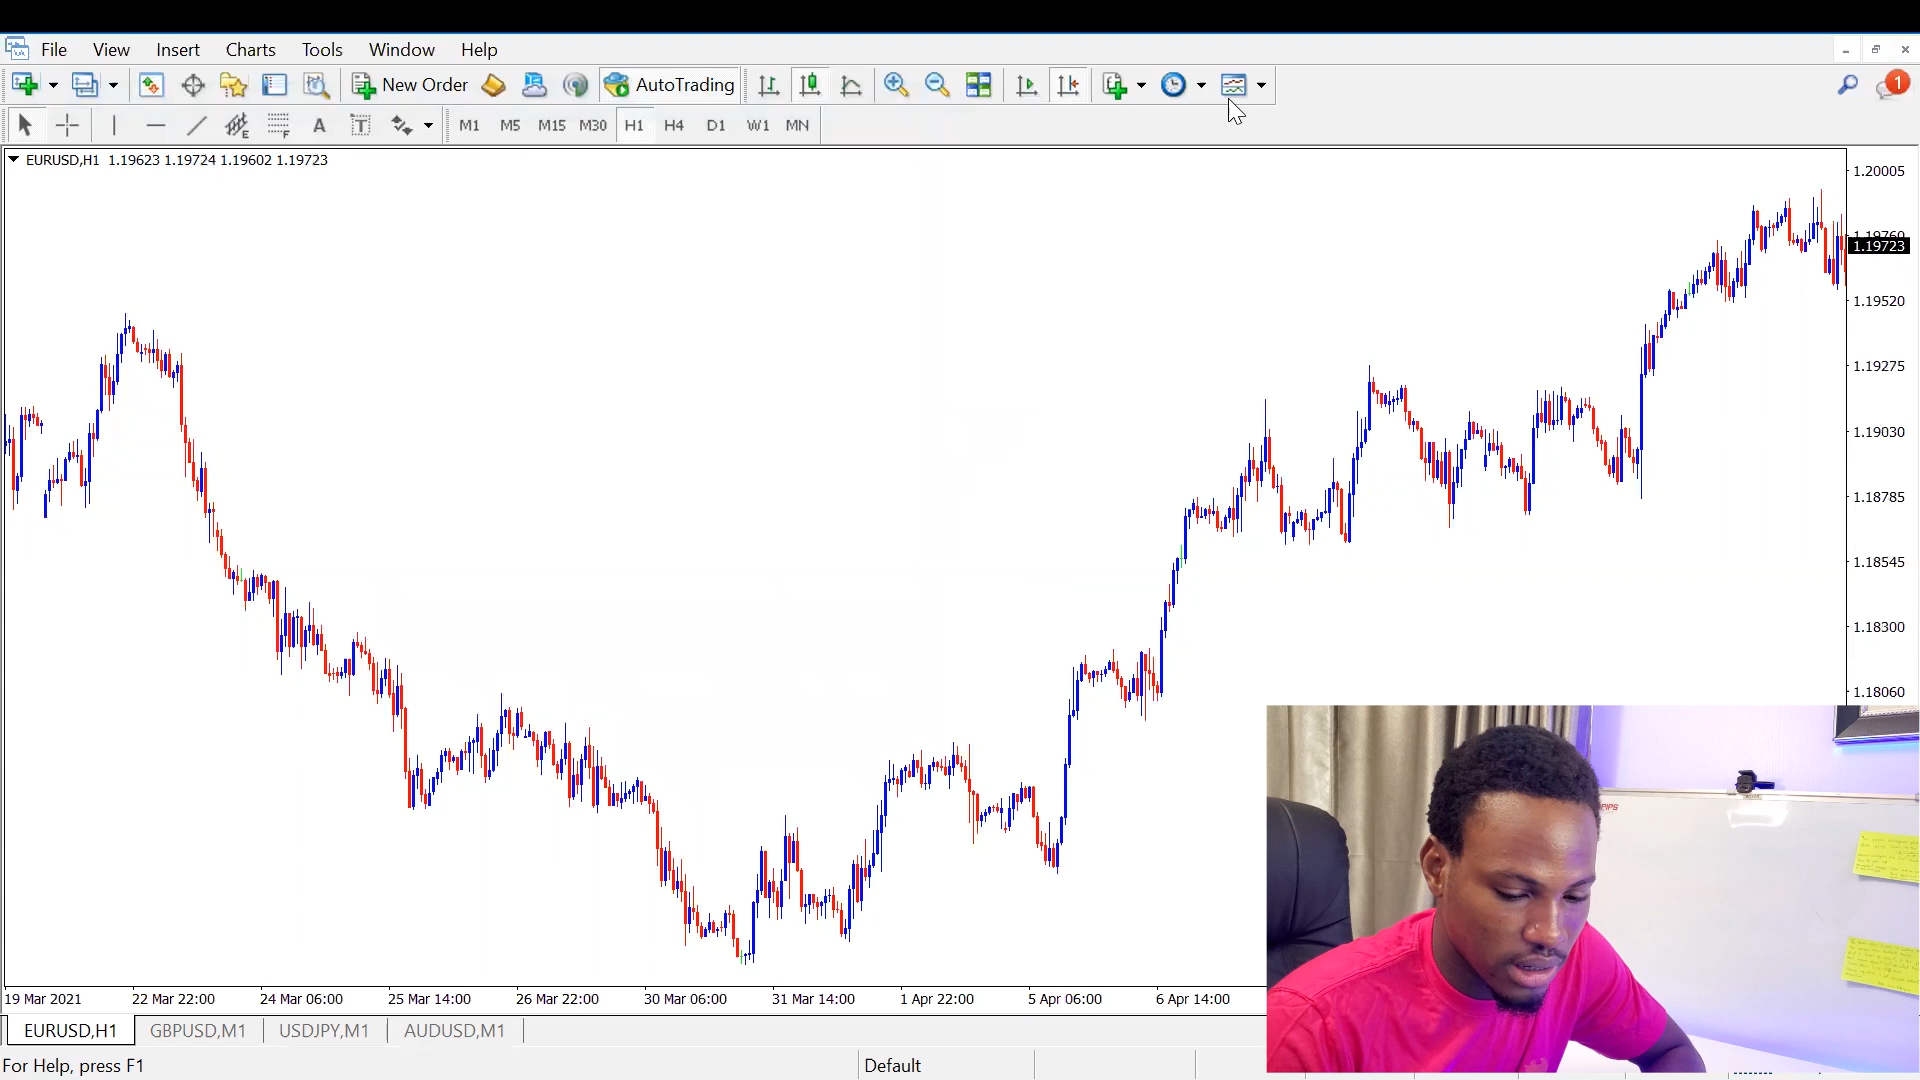 File View Insert Charts Tools Window Help
New Order AutoTrading 1
A T M1 M5 M15 M30 H1 H4 D1 W1 MN
EURUSD,H1 1.19623 1.19724 1.19602 1.19723
1.20005
1.19760
1.19723
1.19520
1.19275
1.19030
1.18785
1.18545
1.18300
1.18060
PIPS
19 Mar 2021 22 Mar 22:00 24 Mar 06:00 25 Mar 14:00 26 Mar 22:00 30 Mar 06:00 31 Mar 14:00 1 Apr 22:00 5 Apr 06:00 6 Apr 14:00
EURUSD,H1 GBPUSD,M1 USDJPY,M1 AUDUSD,M1
For Help, press F1 Default